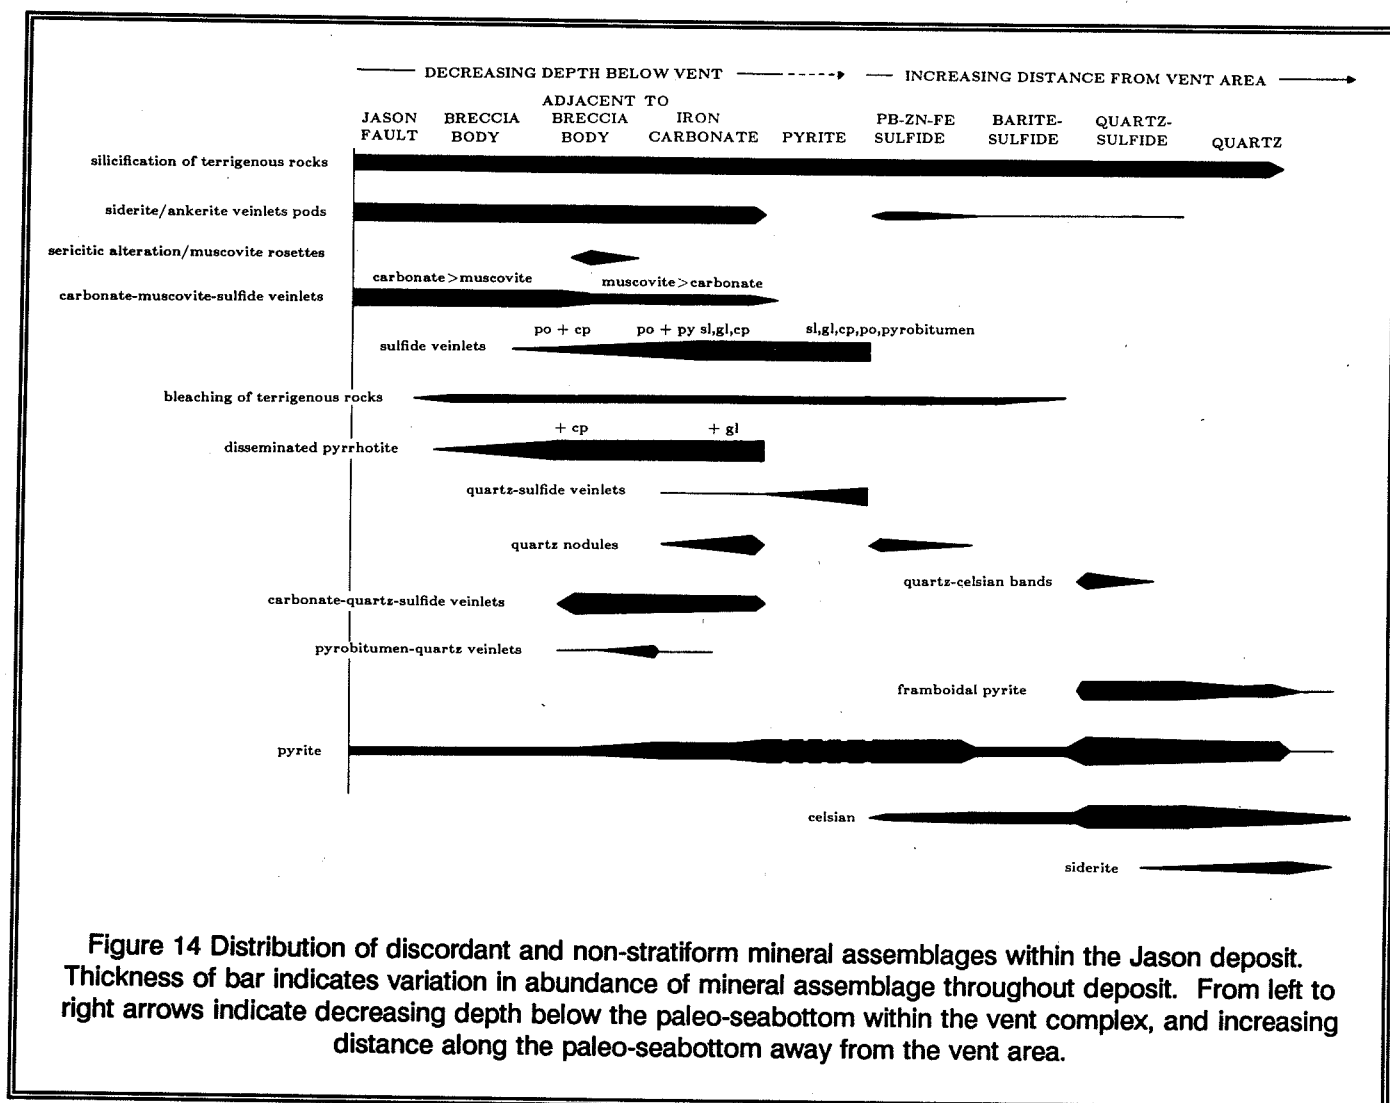 DECREASING DEPTH BELOW VENT
INCREASING DISTANCE FROM VENT AREA
JASON
FAULT
BRECCIA
BODY
ADJACENT TO
BRECCIA
BODY
IRON
CARBONATE
PYRITE
PB-ZN-FE
SULFIDE
BARITE-
SULFIDE
QUARTZ-
SULFIDE
QUARTZ
silicification of terrigenous rocks
siderite/ankerite veinlets pods
sericitic alteration/muscovite rosettes
carbonate>muscovite
muscovite>carbonate
carbonate-muscovite-sulfide veinlets
po + cp
po + py sl,gl,cp
sl,gl,cp,po,pyrobitumen
sulfide veinlets
bleaching of terrigenous rocks
+ cp
+ gl
disseminated pyrrhotite
quartz-sulfide veinlets
quartz nodules
quartz-celsian bands
carbonate-quartz-sulfide veinlets
pyrobitumen-quartz veinlets
framboidal pyrite
pyrite
celsian
siderite
Figure 14 Distribution of discordant and non-stratiform mineral assemblages within the Jason deposit.
Thickness of bar indicates variation in abundance of mineral assemblage throughout deposit. From left to
right arrows indicate decreasing depth below the paleo-seabottom within the vent complex, and increasing
distance along the paleo-seabottom away from the vent area.